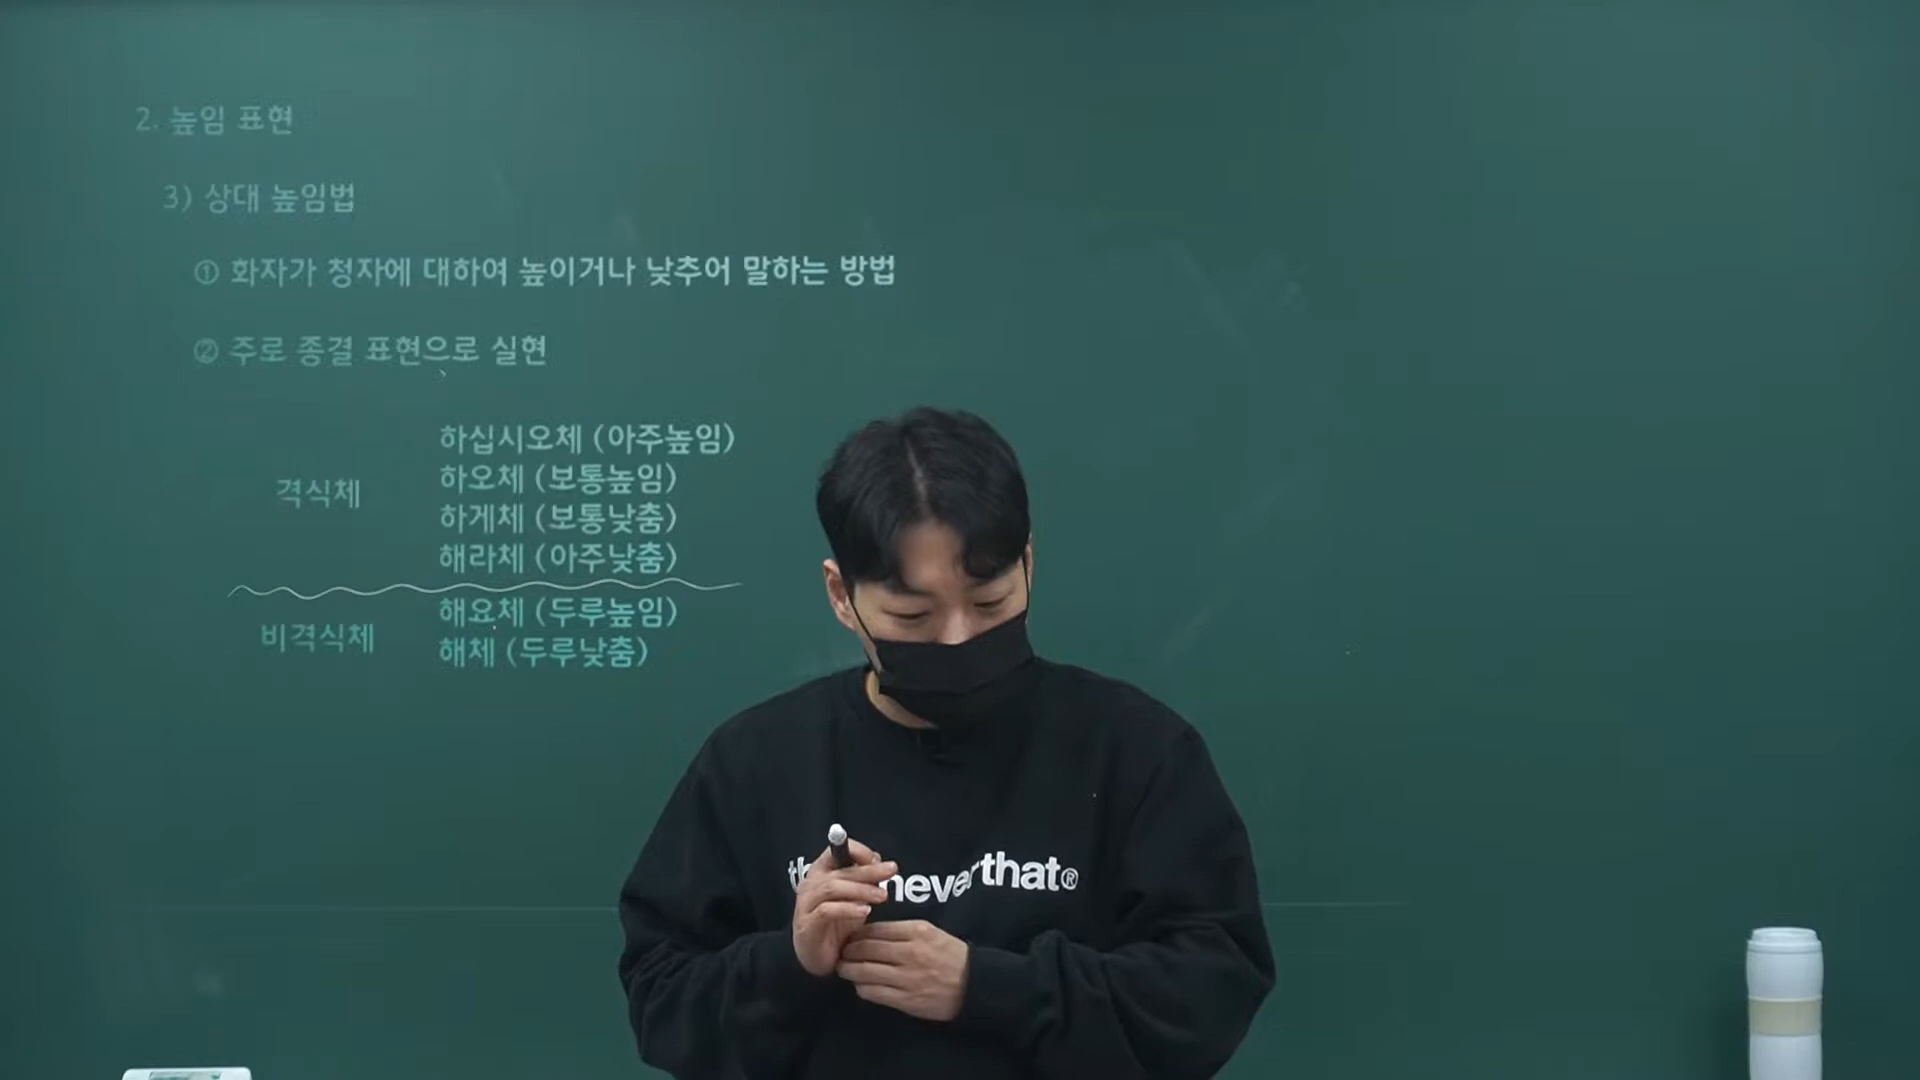 2. 높임 표현
3) 상대 높임법
① 화자가 청자에 대하여 높이거나 낮추어 말하는 방법
② 주로 종결 표현으로 실현
격식체
하십시오체 (아주높임)
하오체 (보통높임)
하게체 (보통낮춤)
해라체 (아주낮춤)
비격식체
해요체 (두루높임)
해체 (두루낮춤)
that®